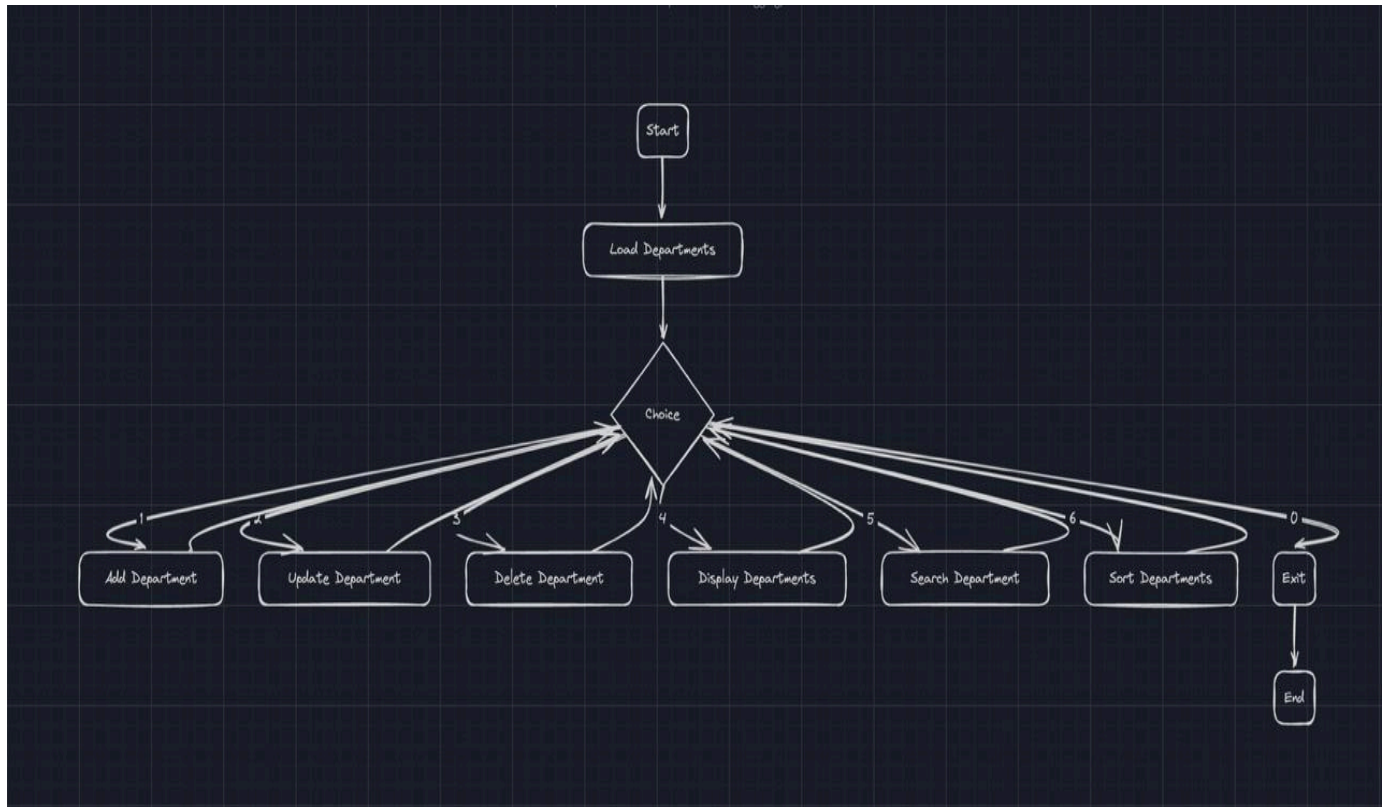 Start
Load Departments
Choice
1
2
3
4
5
6
0
Add Department
Update Department
Delete Department
Display Departments
Search Department
Sort Departments
Exit
End